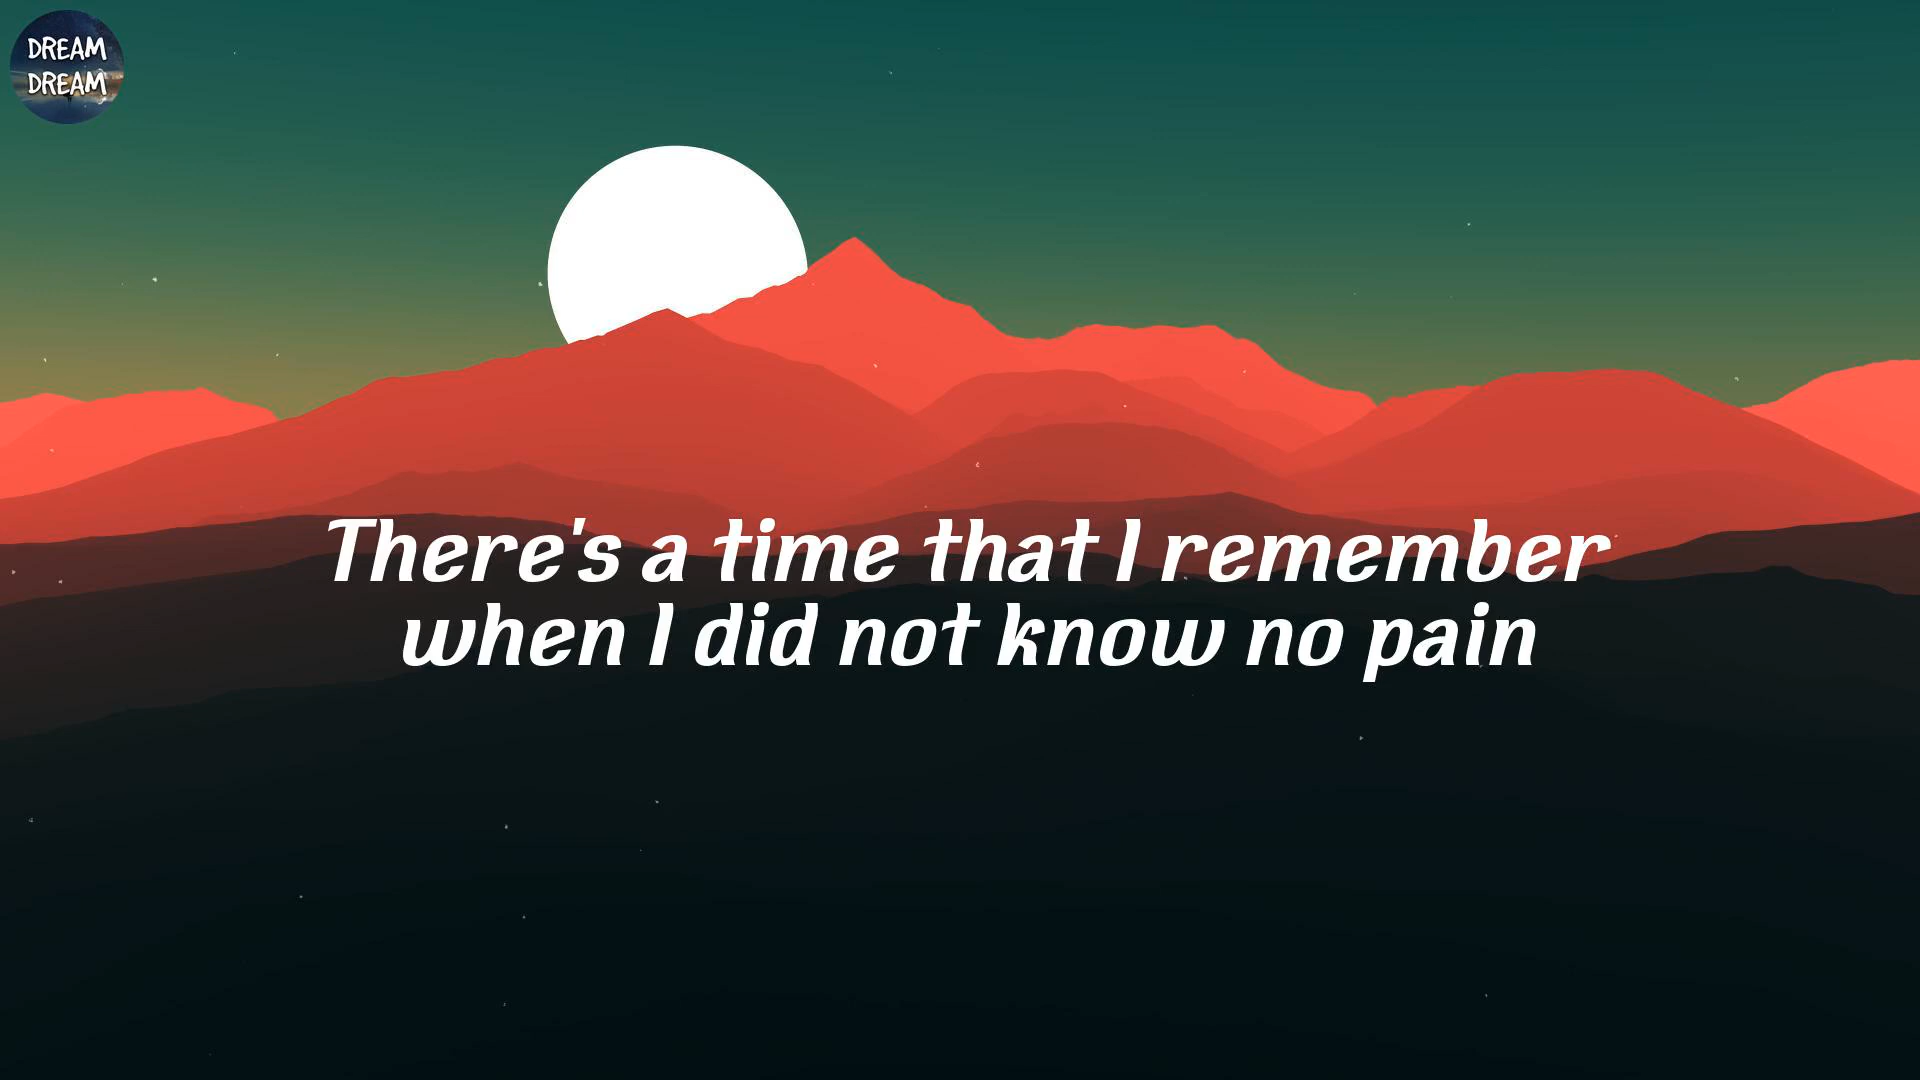 DREAM
DREAM
There's a time that I remember
when I did not know no pain